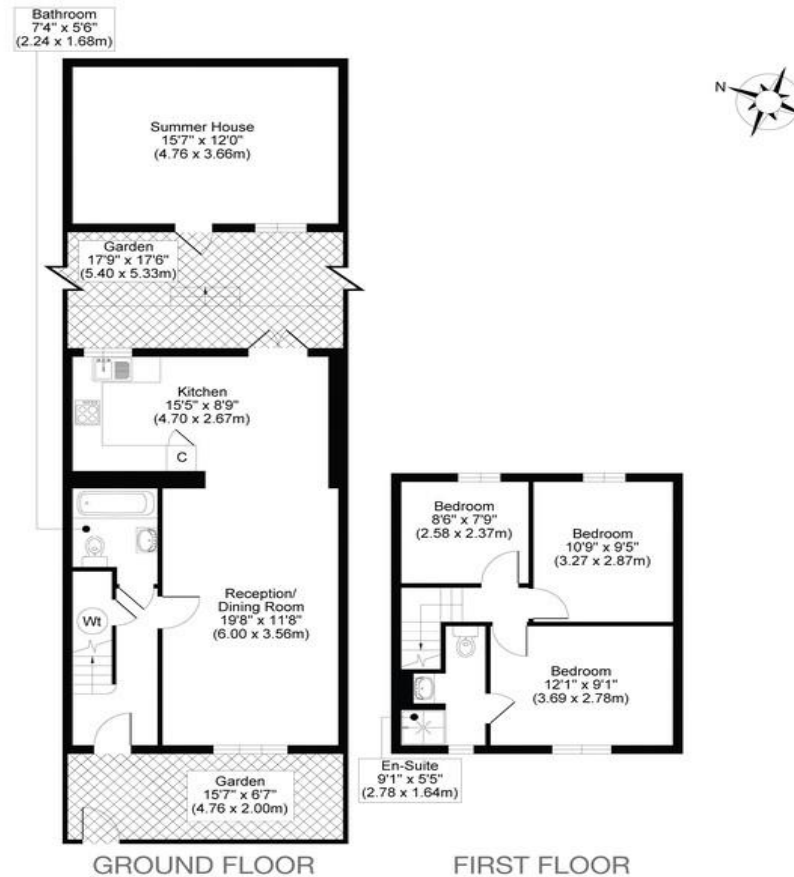 Bathroom
7'4" x 5'6"
(2.24 x 1.68m)
N
Summer House
15'7" x 12'0"
(4.76 x 3.66m)
Garden
17'9" x 17'6"
(5.40 x 5.33m)
Kitchen
15'5" x 8'9"
(4.70 x 2.67m)
C
Reception/
Dining Room
19'8" x 11'8"
(6.00 x 3.56m)
Wt
Garden
15'7" x 6'7"
(4.76 x 2.00m)
GROUND FLOOR
Bedroom
8'6" x 7'9"
(2.58 x 2.37m)
Bedroom
10'9" x 9'5"
(3.27 x 2.87m)
Bedroom
12'1" x 9'1"
(3.69 x 2.78m)
En-Suite
9'1" x 5'5"
(2.78 x 1.64m)
FIRST FLOOR